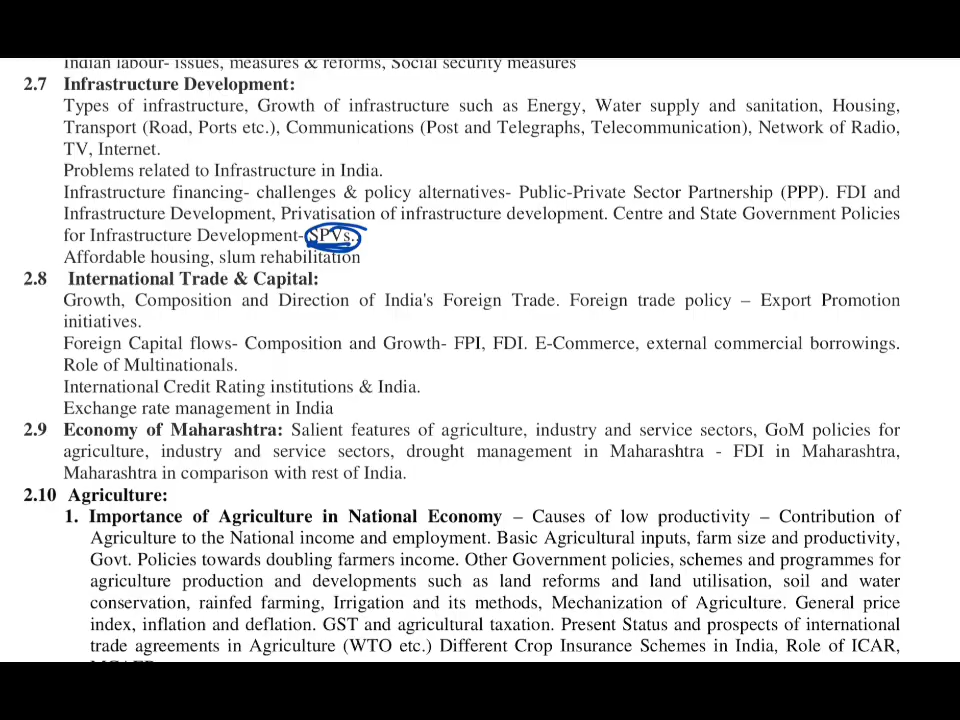 Indian labour- issues, measures & reforms, Social security measures
2.7 Infrastructure Development:
Types of infrastructure, Growth of infrastructure such as Energy, Water supply and sanitation, Housing,
Transport (Road, Ports etc.), Communications (Post and Telegraphs, Telecommunication), Network of Radio,
TV, Internet.
Problems related to Infrastructure in India.
Infrastructure financing- challenges & policy alternatives- Public-Private Sector Partnership (PPP). FDI and
Infrastructure Development, Privatisation of infrastructure development. Centre and State Government Policies
for Infrastructure Development- SPVs..
Affordable housing, slum rehabilitation
2.8 International Trade & Capital:
Growth, Composition and Direction of India's Foreign Trade. Foreign trade policy – Export Promotion
initiatives.
Foreign Capital flows- Composition and Growth- FPI, FDI. E-Commerce, external commercial borrowings.
Role of Multinationals.
International Credit Rating institutions & India.
Exchange rate management in India
2.9 Economy of Maharashtra: Salient features of agriculture, industry and service sectors, GoM policies for
agriculture, industry and service sectors, drought management in Maharashtra - FDI in Maharashtra,
Maharashtra in comparison with rest of India.
2.10 Agriculture:
1. Importance of Agriculture in National Economy – Causes of low productivity – Contribution of
Agriculture to the National income and employment. Basic Agricultural inputs, farm size and productivity,
Govt. Policies towards doubling farmers income. Other Government policies, schemes and programmes for
agriculture production and developments such as land reforms and land utilisation, soil and water
conservation, rainfed farming, Irrigation and its methods, Mechanization of Agriculture. General price
index, inflation and deflation. GST and agricultural taxation. Present Status and prospects of international
trade agreements in Agriculture (WTO etc.) Different Crop Insurance Schemes in India, Role of ICAR,